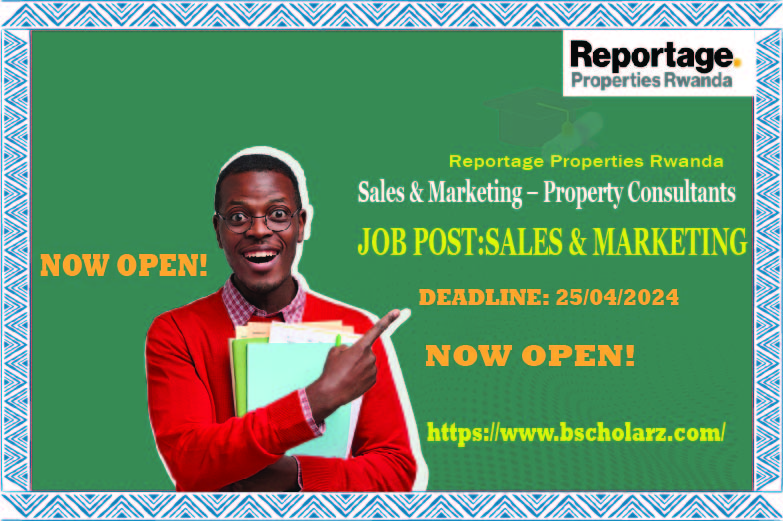 Reportage.
Properties Rwanda
Reportage Properties Rwanda
Sales & Marketing – Property Consultants
JOB POST:SALES & MARKETING
NOW OPEN!
DEADLINE: 25/04/2024
NOW OPEN!
https://www.bscholarz.com/